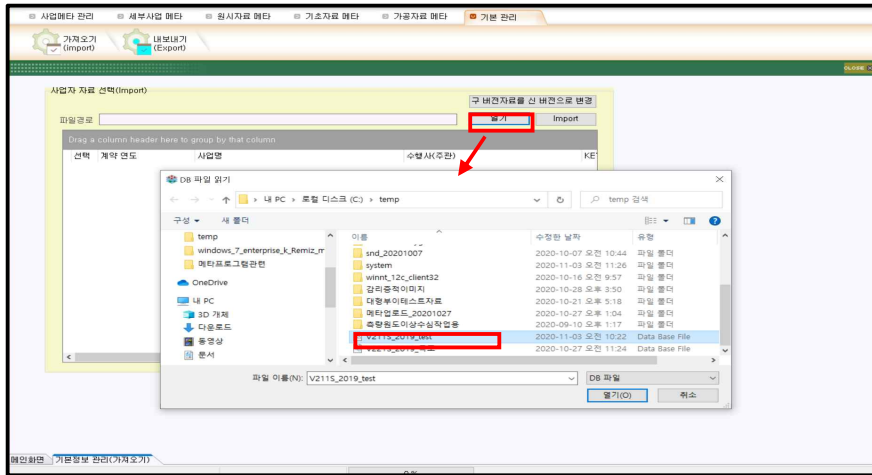 사업메타 관리 세부사업 메타 원시자료 메타 기초자료 메타 가공자료 메타 기본 관리
가져오기 (import) 내보내기 (Export)
CLOSE
사업자 자료 선택(Import)
구 버전자료를 신 버전으로 변경
파일경로 열기 Import
Drag a column header here to group by that column
선택 계약 연도 사업명 수행사(주관) KE
DB 파일 읽기
내 PC > 로컬 디스크 (C:) > temp temp 검색
구성 새 폴더
이름 수정한 날짜 유형
temp
windows_7_enterprise_k_Remiz_m
메타프로그램관련
OneDrive
내 PC
3D 개체
다운로드
동영상
문서
snd_20201007 2020-10-07 오전 10:44 파일 폴더
system 2020-11-03 오전 11:26 파일 폴더
winnt_12c_client32 2020-10-16 오전 9:57 파일 폴더
감리증적이미지 2020-10-28 오후 3:50 파일 폴더
대형부이테스트자료 2020-10-21 오후 5:18 파일 폴더
메타업로드_20201027 2020-10-27 오후 1:04 파일 폴더
측량원도이상수심작업용 2020-09-10 오후 1:17 파일 폴더
V211S_2019_test 2020-11-03 오전 10:22 Data Base File
2020-10-27 오전 11:24 Data Base File
파일 이름(N): V211S_2019_test DB 파일
열기(O) 취소
메인화면 기본정보 관리(가져오기)
0 %